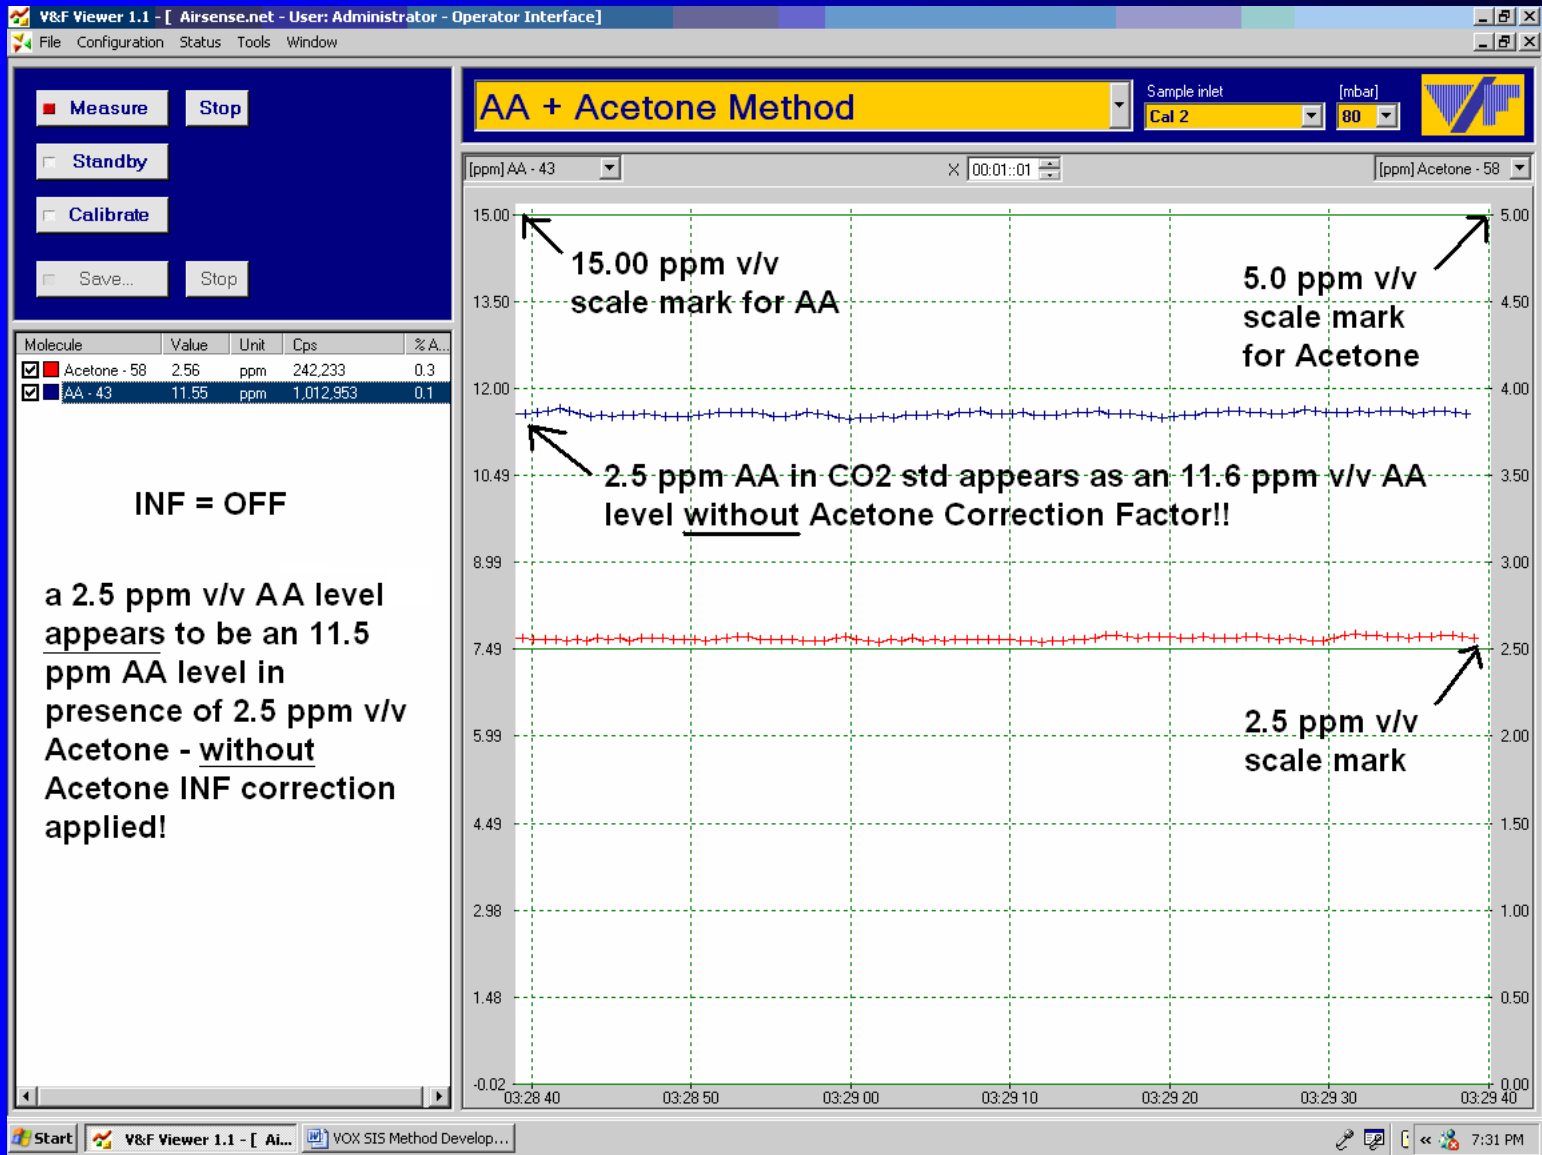 V&F Viewer 1.1 - [ Airsense.net - User: Administrator - Operator Interface]
File Configuration Status Tools Window
Measure Stop
Standby
Calibrate
Save... Stop
AA + Acetone Method
Sample inlet
Cal 2
[mbar]
80
Molecule Value Unit Cps % A...
Acetone - 58 2.56 ppm 242,233 0.3
AA - 43 11.55 ppm 1,012,953 0.1
INF = OFF
a 2.5 ppm v/v AA level
appears to be an 11.5
ppm AA level in
presence of 2.5 ppm v/v
Acetone - without
Acetone INF correction
applied!
[ppm] AA - 43
X 00:01::01
[ppm] Acetone - 58
15.00
13.50
12.00
10.49
8.99
7.49
5.99
4.49
2.98
1.48
-0.02
15.00 ppm v/v
scale mark for AA
5.0 ppm v/v
scale mark
for Acetone
2.5 ppm AA in CO2 std appears as an 11.6 ppm v/v AA
level without Acetone Correction Factor!!
2.5 ppm v/v
scale mark
5.00
4.50
4.00
3.50
3.00
2.50
2.00
1.50
1.00
0.50
0.00
03:28 40 03:28 50 03:29 00 03:29 10 03:29 20 03:29 30 03:29 40
Start V&F Viewer 1.1 - [ Ai... VOX SIS Method Develop... « 7:31 PM